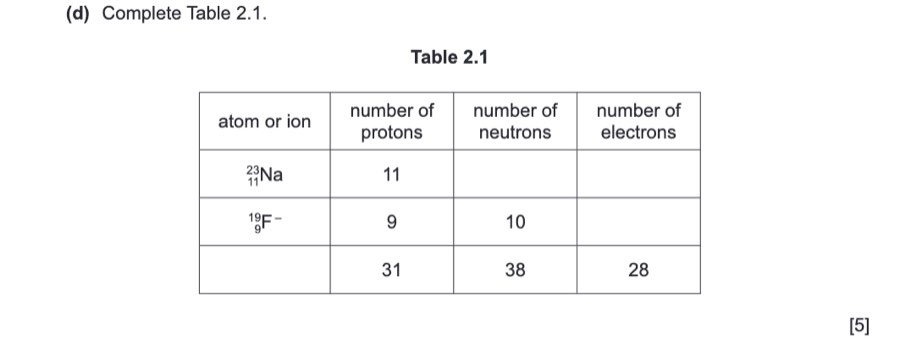 (d) Complete Table 2.1.
Table 2.1
atom or ion number of protons number of neutrons number of electrons
²³₁₁Na 11
¹⁹₉F⁻ 9 10
31 38 28
[5]